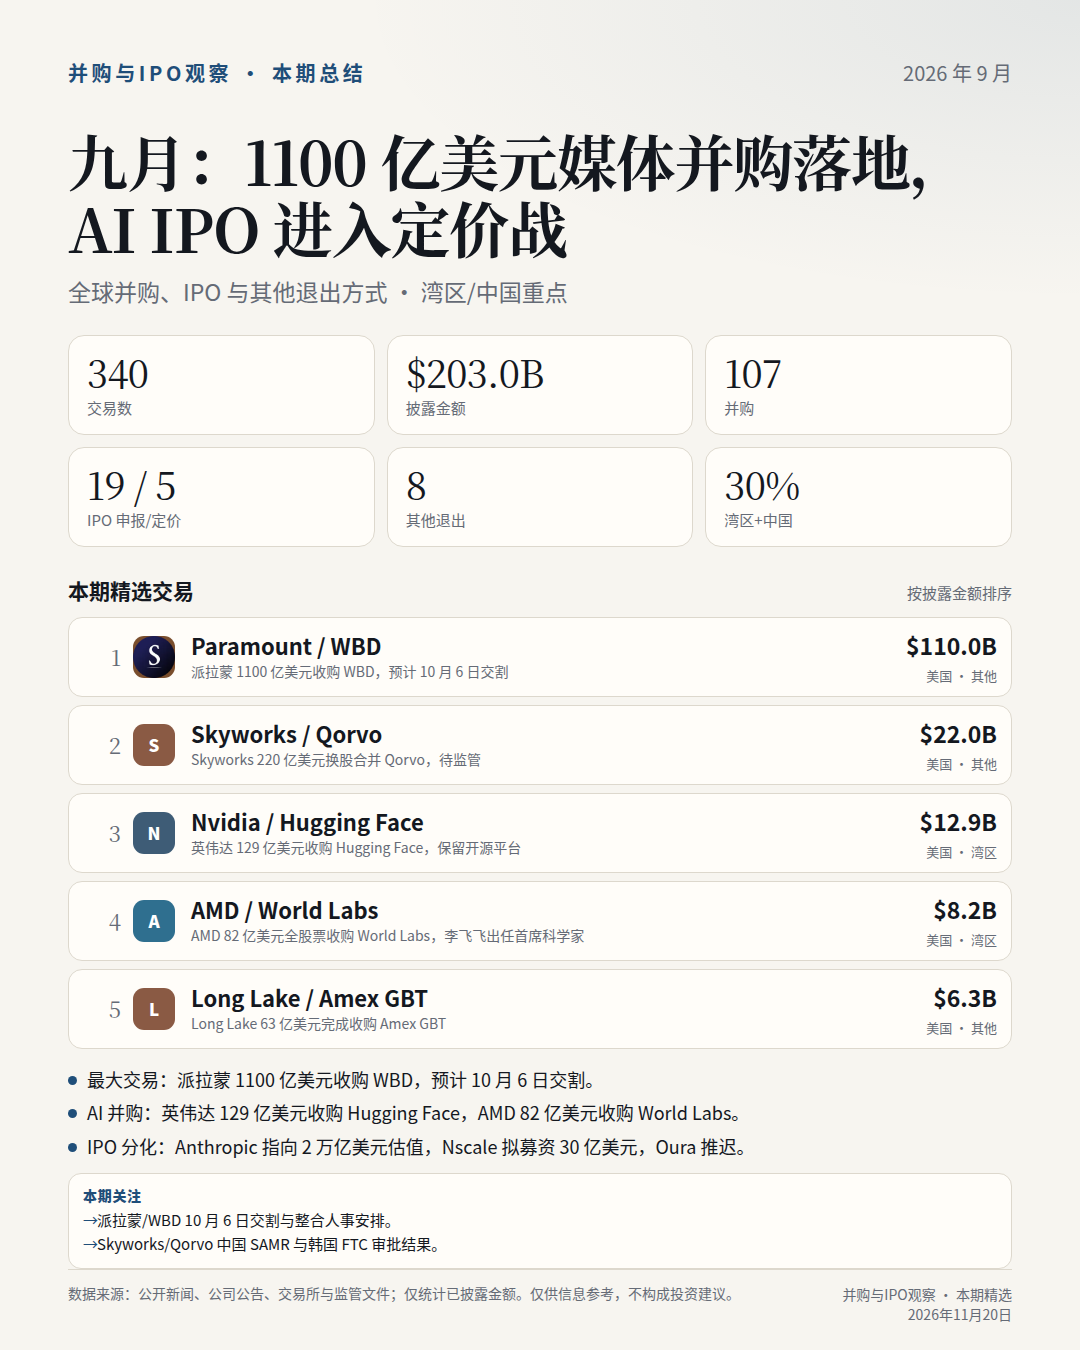 并购与IPO观察 · 本期总结
2026 年 9 月
九月：1100 亿美元媒体并购落地，
AI IPO 进入定价战
全球并购、IPO 与其他退出方式 · 湾区/中国重点
340
交易数
$203.0B
披露金额
107
并购
19 / 5
IPO 申报/定价
8
其他退出
30%
湾区+中国
本期精选交易
按披露金额排序
1
S
Paramount / WBD
派拉蒙 1100 亿美元收购 WBD，预计 10 月 6 日交割
$110.0B
美国 · 其他
2
S
Skyworks / Qorvo
Skyworks 220 亿美元换股合并 Qorvo，待监管
$22.0B
美国 · 其他
3
N
Nvidia / Hugging Face
英伟达 129 亿美元收购 Hugging Face，保留开源平台
$12.9B
美国 · 湾区
4
A
AMD / World Labs
AMD 82 亿美元全股票收购 World Labs，李飞飞出任首席科学家
$8.2B
美国 · 湾区
5
L
Long Lake / Amex GBT
Long Lake 63 亿美元完成收购 Amex GBT
$6.3B
美国 · 其他
最大交易：派拉蒙 1100 亿美元收购 WBD，预计 10 月 6 日交割。
AI 并购：英伟达 129 亿美元收购 Hugging Face，AMD 82 亿美元收购 World Labs。
IPO 分化：Anthropic 指向 2 万亿美元估值，Nscale 拟募资 30 亿美元，Oura 推迟。
本期关注
→派拉蒙/WBD 10 月 6 日交割与整合人事安排。
→Skyworks/Qorvo 中国 SAMR 与韩国 FTC 审批结果。
数据来源：公开新闻、公司公告、交易所与监管文件；仅统计已披露金额。仅供信息参考，不构成投资建议。
并购与IPO观察 · 本期精选
2026年11月20日